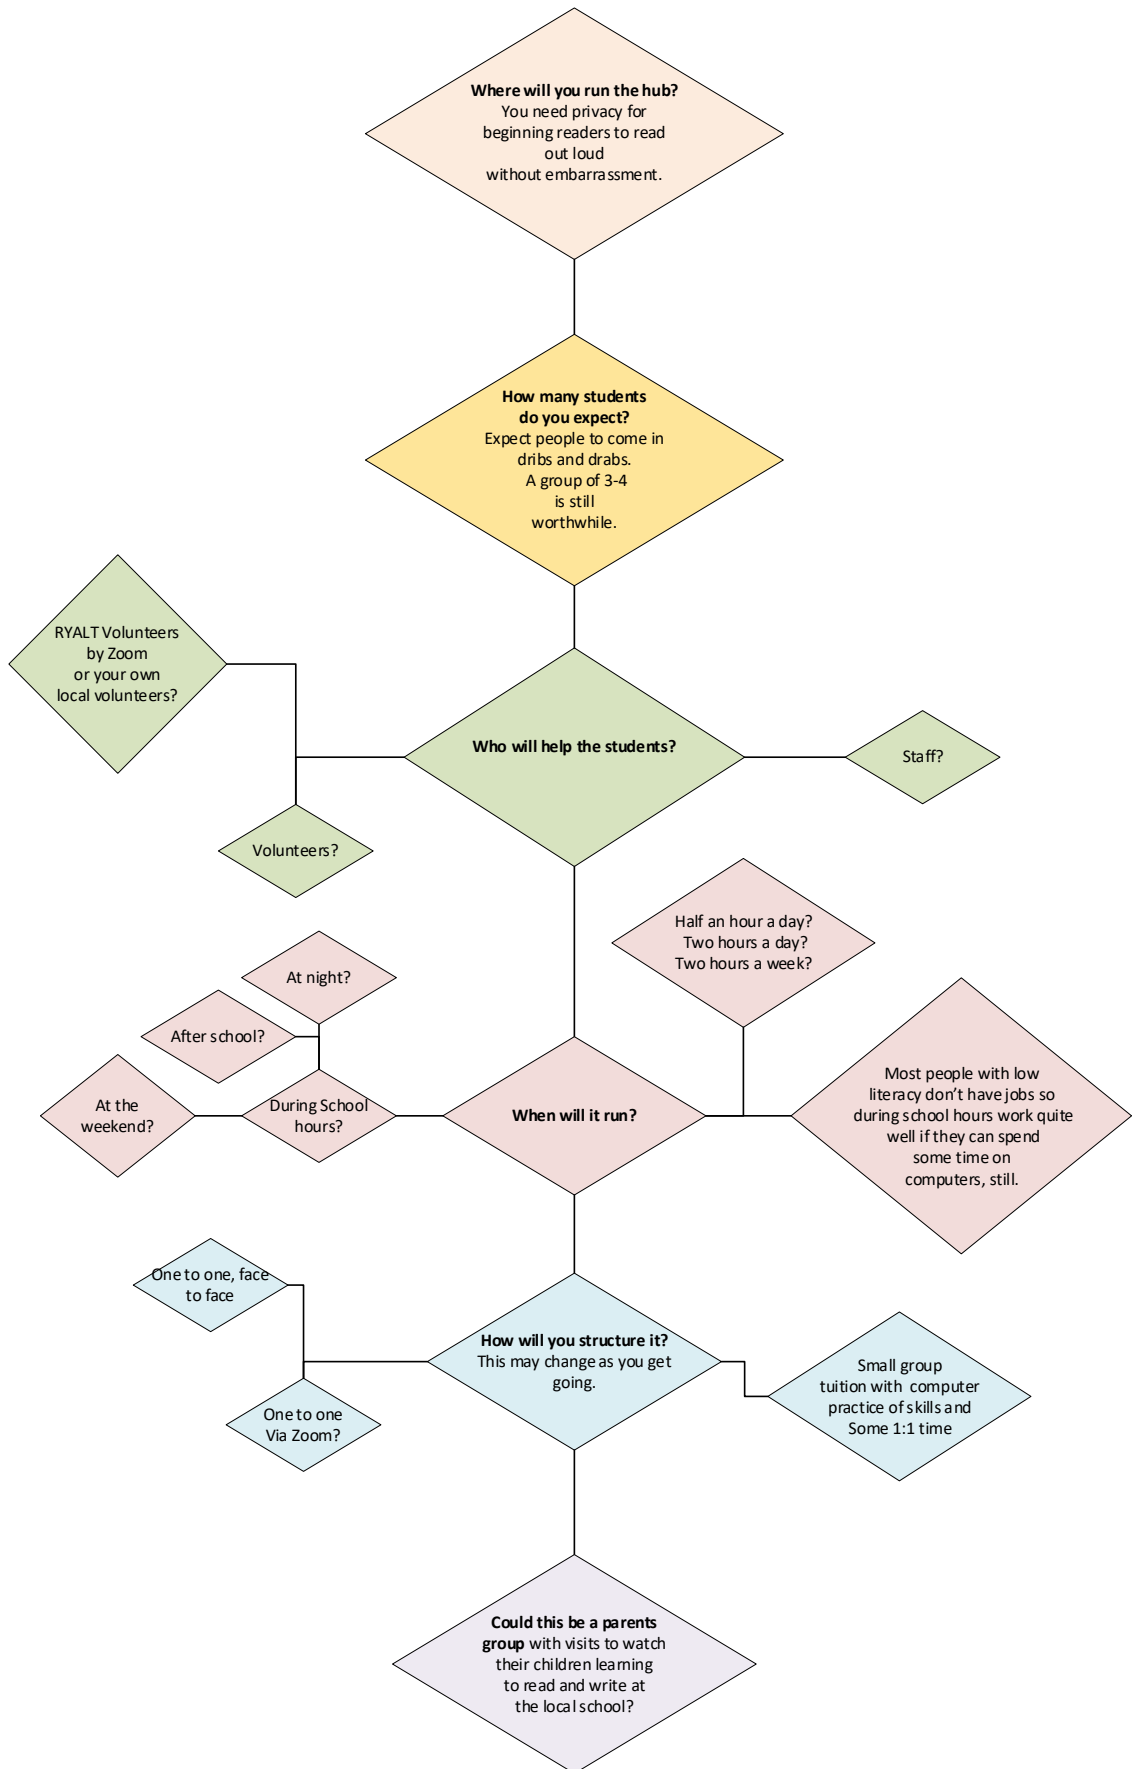 Where will you run the hub?
You need privacy for
beginning readers to read
out loud
without embarrassment.
How many students
do you expect?
Expect people to come in
dribs and drabs.
A group of 3-4
is still
worthwhile.
RYALT Volunteers
by Zoom
or your own
local volunteers?
Who will help the students?
Staff?
Volunteers?
Half an hour a day?
Two hours a day?
Two hours a week?
At night?
After school?
At the
weekend?
During School
hours?
When will it run?
Most people with low
literacy don’t have jobs so
during school hours work quite
well if they can spend
some time on
computers, still.
One to one, face
to face
How will you structure it?
This may change as you get
going.
One to one
Via Zoom?
Small group
tuition with computer
practice of skills and
Some 1:1 time
Could this be a parents
group with visits to watch
their children learning
to read and write at
the local school?